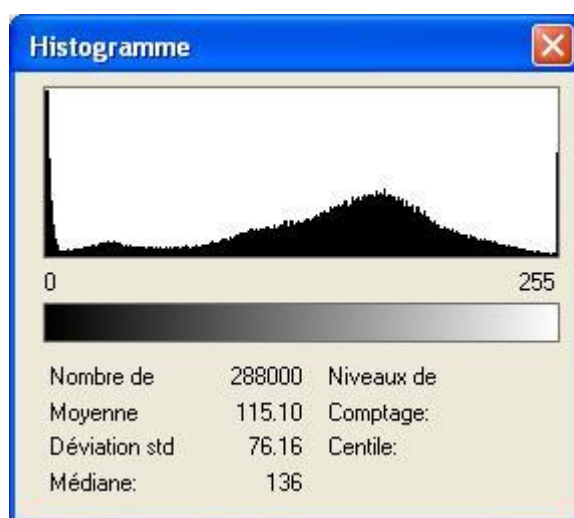 Histogramme
0 255
Nombre de 288000 Niveaux de
Moyenne 115.10 Comptage:
Déviation std 76.16 Centile:
Médiane: 136